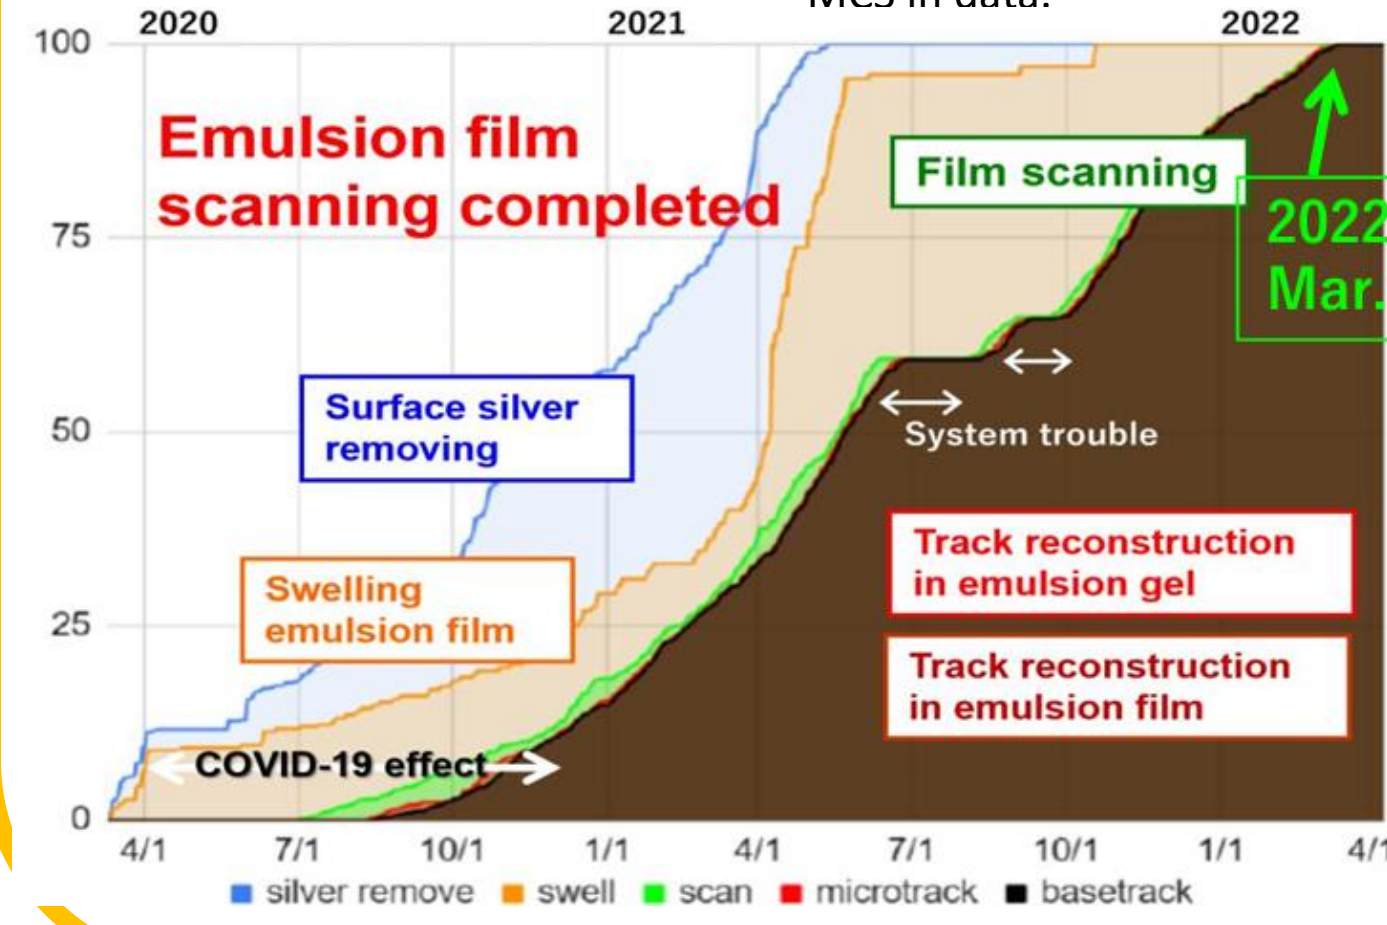 MCS in data.
2020 2021 2022
100
75
50
25
0
Emulsion film
scanning completed
Film scanning
2022
Mar.
Surface silver
removing
System trouble
Swelling
emulsion film
Track reconstruction
in emulsion gel
Track reconstruction
in emulsion film
COVID-19 effect
4/1 7/1 10/1 1/1 4/1 7/1 10/1 1/1 4/1
silver remove swell scan microtrack basetrack